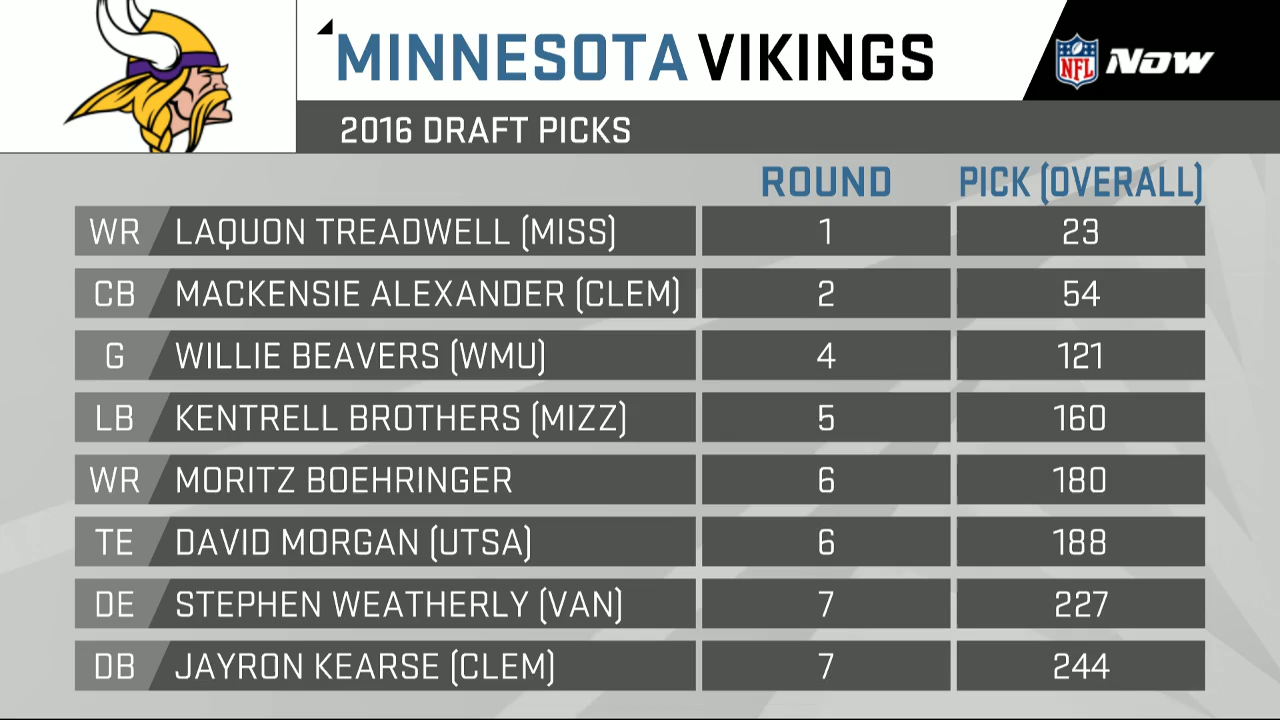 MINNESOTA VIKINGS
NFL Now
2016 DRAFT PICKS
ROUND PICK (OVERALL)
WR LAQUON TREADWELL (MISS) 1 23
CB MACKENSIE ALEXANDER (CLEM) 2 54
G WILLIE BEAVERS (WMU) 4 121
LB KENTRELL BROTHERS (MIZZ) 5 160
WR MORITZ BOEHRINGER 6 180
TE DAVID MORGAN (UTSA) 6 188
DE STEPHEN WEATHERLY (VAN) 7 227
DB JAYRON KEARSE (CLEM) 7 244